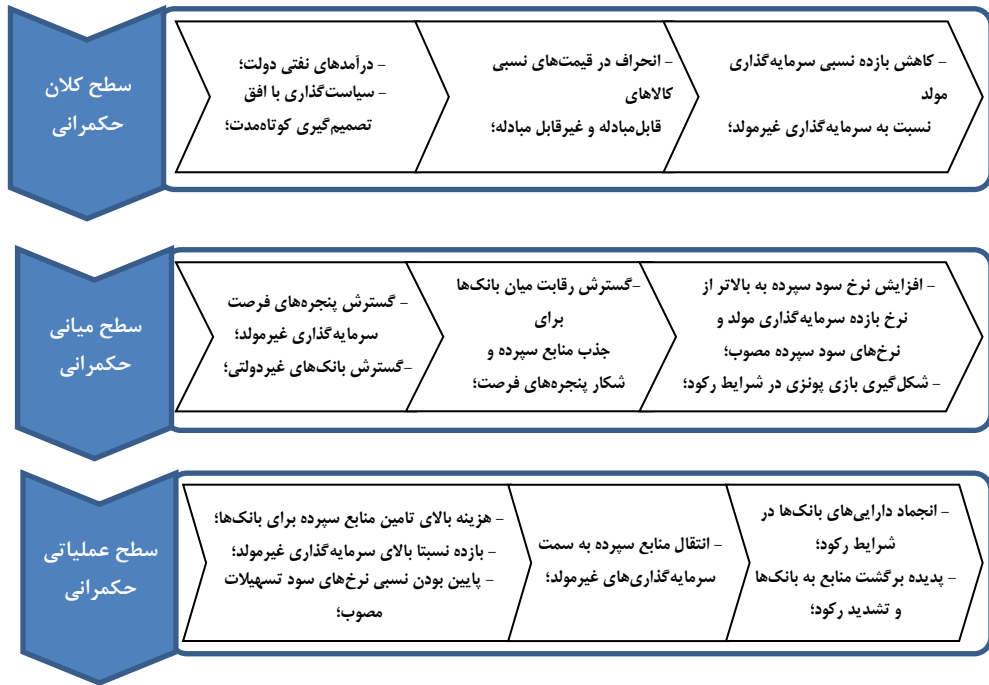 سطح کلان
حکمرانی
- درآمدهای نفتی دولت؛
- سیاست‌گذاری با افق
تصمیم‌گیری کوتاه‌مدت؛
- انحراف در قیمت‌های نسبی
کالاهای
قابل‌مبادله و غیرقابل مبادله؛
- کاهش بازده نسبی سرمایه‌گذاری
مولد
نسبت به سرمایه‌گذاری غیرمولد؛
سطح میانی
حکمرانی
- گسترش پنجره‌های فرصت
سرمایه‌گذاری غیرمولد؛
-گسترش بانک‌های غیردولتی؛
-گسترش رقابت میان بانک‌ها
برای
جذب منابع سپرده و
شکار پنجره‌های فرصت؛
- افزایش نرخ سود سپرده به بالاتر از
نرخ بازده سرمایه‌گذاری مولد و
نرخ‌های سود سپرده مصوب؛
- شکل‌گیری بازی پونزی در شرایط رکود؛
سطح عملیاتی
حکمرانی
- هزینه بالای تامین منابع سپرده برای بانک‌ها؛
- بازده نسبتا بالای سرمایه‌گذاری غیرمولد؛
- پایین بودن نسبی نرخ‌های سود تسهیلات
مصوب؛
- انتقال منابع سپرده به سمت
سرمایه‌گذاری‌های غیرمولد؛
- انجماد دارایی‌های بانک‌ها در
شرایط رکود؛
- پدیده برگشت منابع به بانک‌ها
و تشدید رکود؛